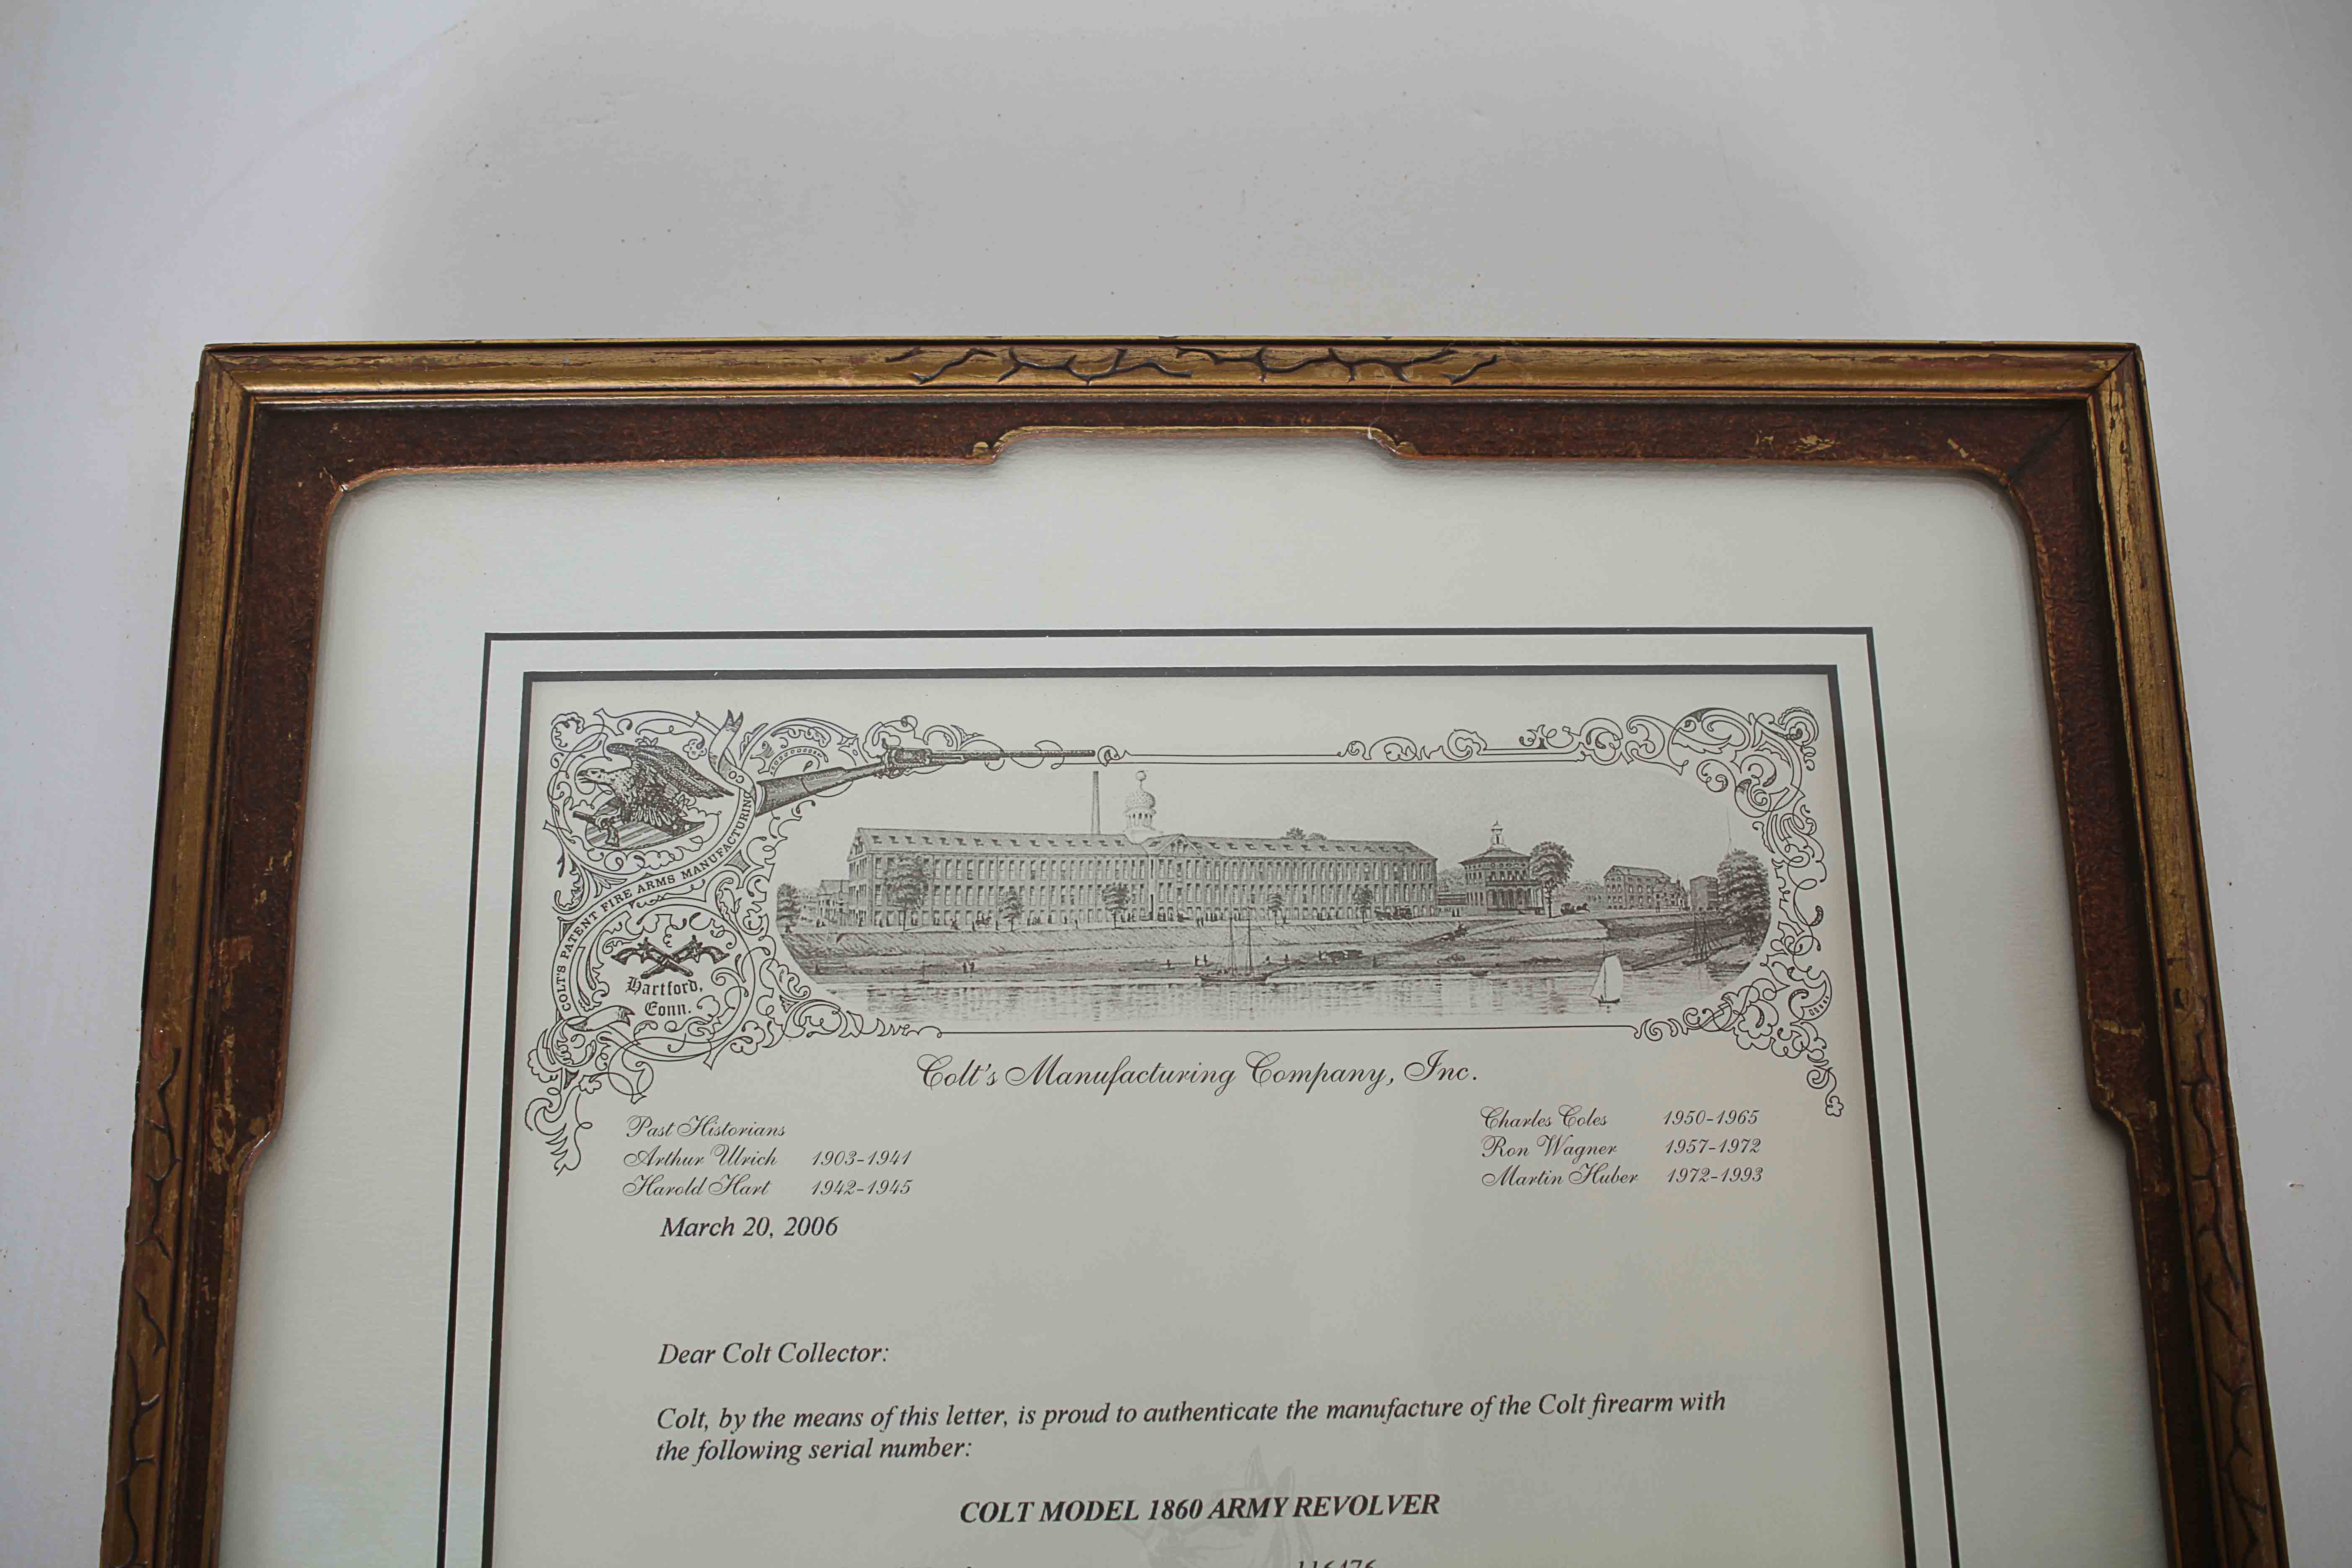 COLT'S PATENT FIRE ARMS MANUFACTURING CO
Hartford,
Conn.
Colt's Manufacturing Company, Inc.
Past Historians
Arthur Ulrich 1903-1941
Harold Hart 1942-1945
Charles Coles 1950-1965
Ron Wagner 1957-1972
Martin Huber 1972-1993
March 20, 2006
Dear Colt Collector:
Colt, by the means of this letter, is proud to authenticate the manufacture of the Colt firearm with
the following serial number:
COLT MODEL 1860 ARMY REVOLVER